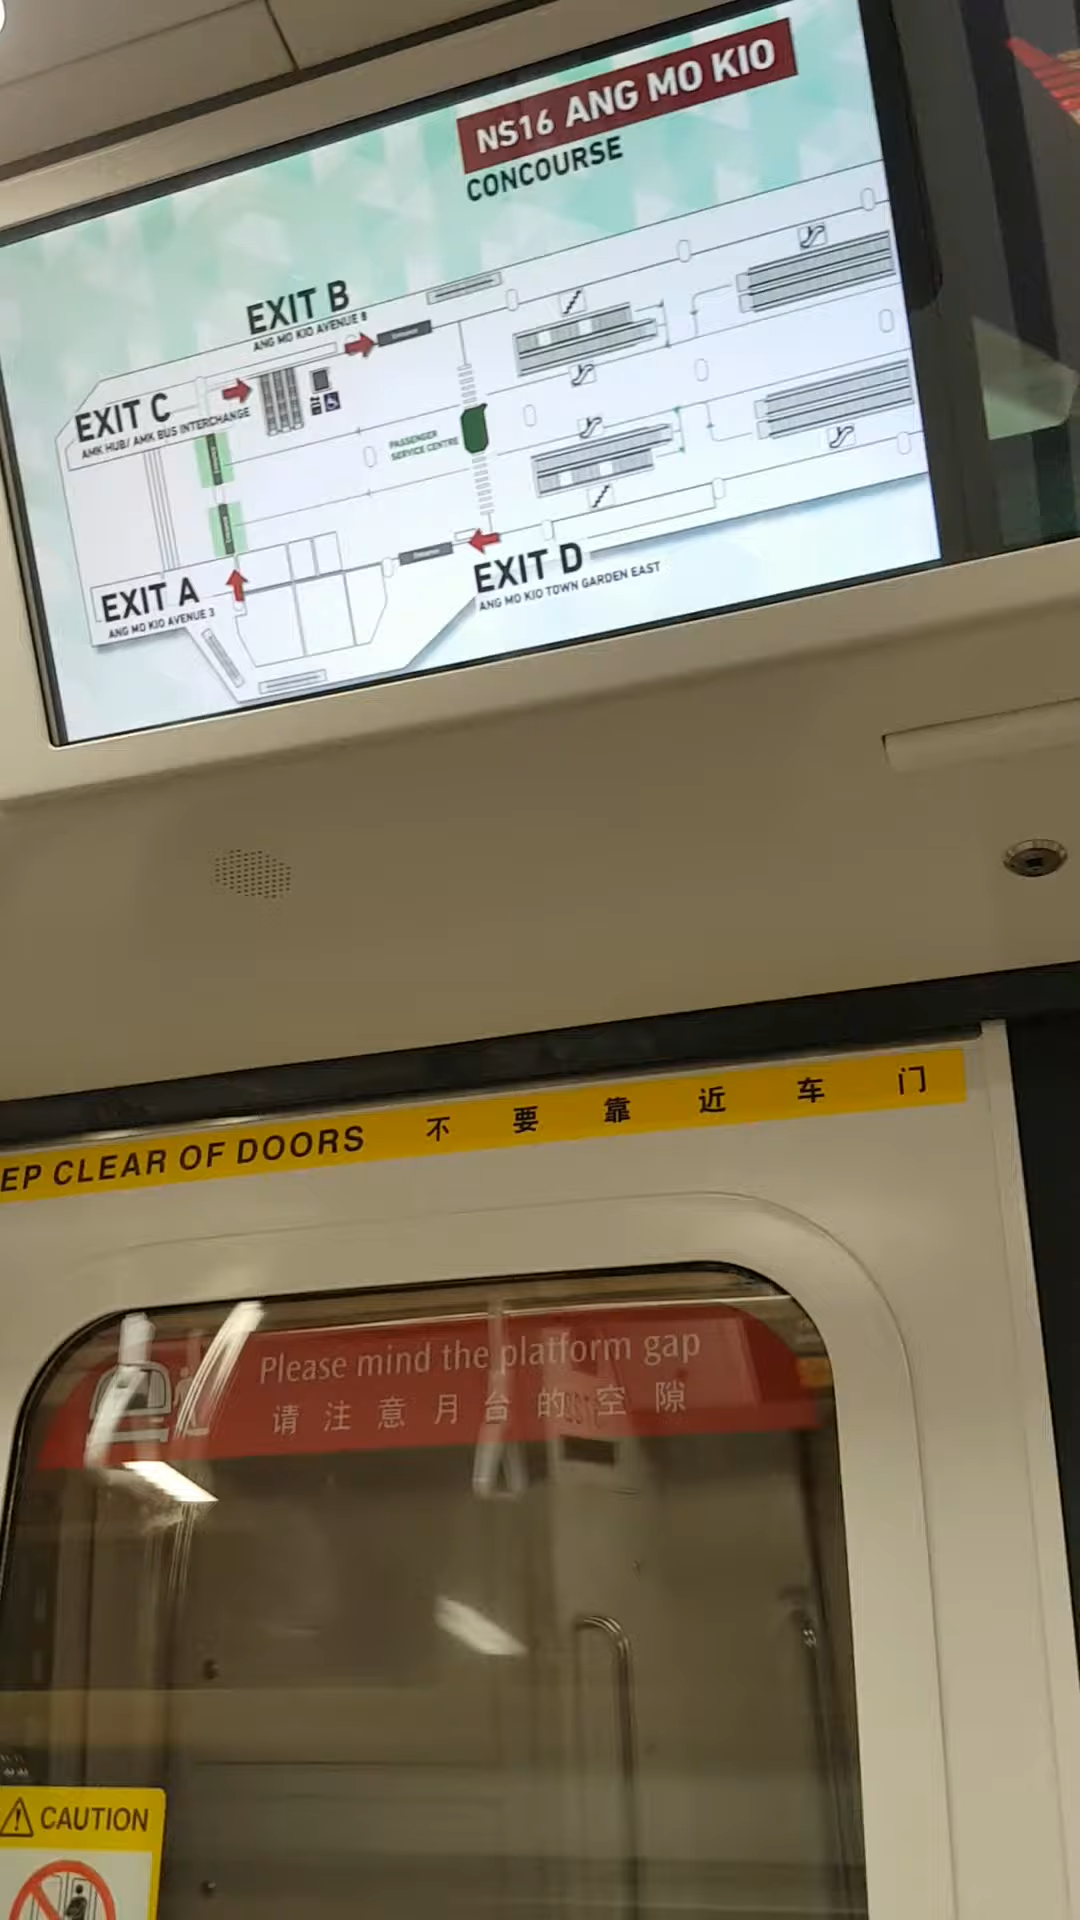 NS16 ANG MO KIO
CONCOURSE
EXIT B
ANG MO KIO AVENUE 8
EXIT C
AMK HUB/ AMK BUS INTERCHANGE
PASSENGER
SERVICE CENTRE
EXIT A
ANG MO KIO AVENUE 3
EXIT D
ANG MO KIO TOWN GARDEN EAST
EP CLEAR OF DOORS 不要靠近车门
Please mind the platform gap
请注意月台的空隙
CAUTION